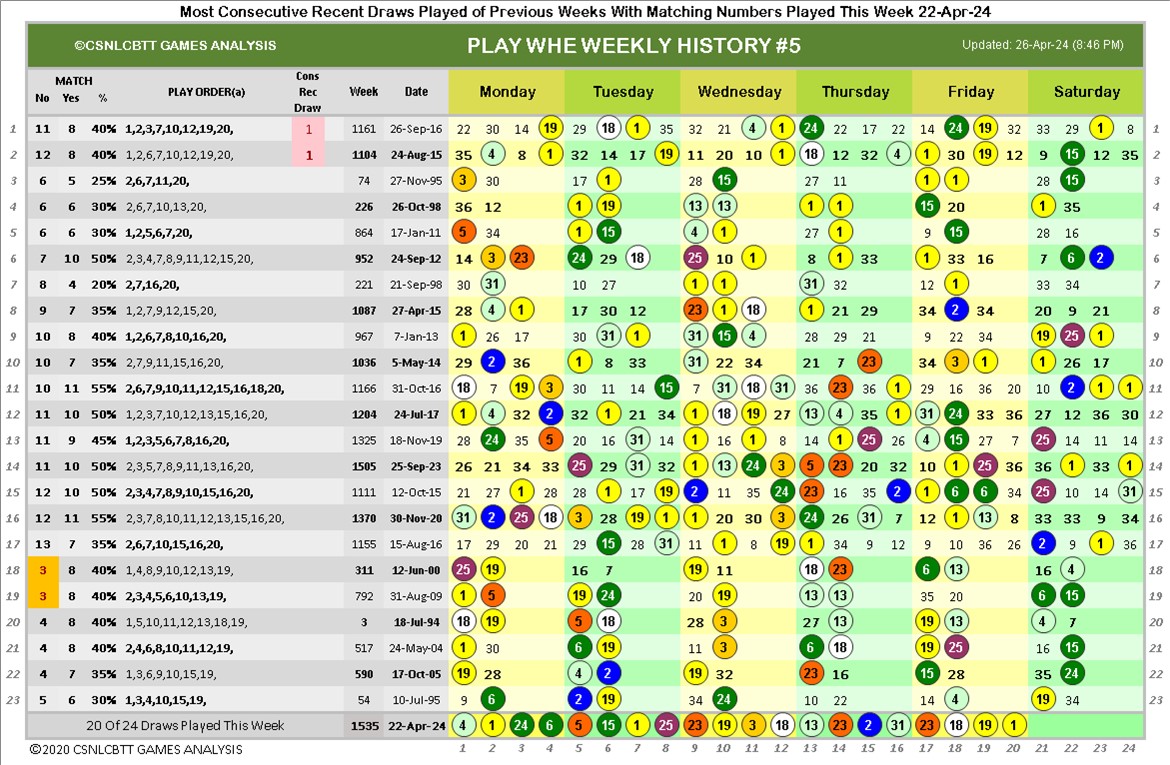 Most Consecutive Recent Draws Played of Previous Weeks With Matching Numbers Played This Week 22-Apr-24
©CSNLCBTT GAMES ANALYSIS PLAY WHE WEEKLY HISTORY #5 Updated: 26-Apr-24 (8:46 PM)
No MATCH Yes % PLAY ORDER(a) Cons Rec Draw Week Date Monday Tuesday Wednesday Thursday Friday Saturday
1 11 8 40% 1,2,3,7,10,12,19,20, 1 1161 26-Sep-16 22 30 14 19 29 18 1 35 32 21 4 1 24 22 17 22 14 24 19 32 33 29 1 8 1
2 12 8 40% 1,2,6,7,10,12,19,20, 1 1104 24-Aug-15 35 4 8 1 32 14 17 19 11 20 10 1 18 12 32 4 1 30 19 12 9 15 12 35 2
3 6 5 25% 2,6,7,11,20, 74 27-Nov-95 3 30 17 1 28 15 27 11 1 1 28 15 3
4 6 6 30% 2,6,7,10,13,20, 226 26-Oct-98 36 12 1 19 13 13 1 1 15 20 1 35 4
5 6 6 30% 1,2,5,6,7,20, 864 17-Jan-11 5 34 1 15 4 1 27 1 9 15 28 16 5
6 7 10 50% 2,3,4,7,8,9,11,12,15,20, 952 24-Sep-12 14 3 23 24 29 18 25 10 1 8 1 33 1 33 16 7 6 2 6
7 8 4 20% 2,7,16,20, 221 21-Sep-98 30 31 10 27 1 1 31 32 12 1 33 34 7
8 9 7 35% 1,2,7,9,12,15,20, 1087 27-Apr-15 28 4 1 17 30 12 23 1 18 1 21 29 34 2 34 20 9 21 8
9 10 8 40% 1,2,6,7,8,10,16,20, 967 7-Jan-13 1 26 17 30 31 1 31 15 4 28 29 21 9 22 34 19 25 1 9
10 10 7 35% 2,7,9,11,15,16,20, 1036 5-May-14 29 2 36 1 8 33 31 22 34 21 7 23 34 3 1 1 26 17 10
11 10 11 55% 2,6,7,9,10,11,12,15,16,18,20, 1166 31-Oct-16 18 7 19 3 30 11 14 15 7 31 18 31 36 23 36 1 29 16 36 20 10 2 1 1 11
12 11 10 50% 1,2,3,7,10,12,13,15,16,20, 1204 24-Jul-17 1 4 32 2 32 1 21 34 1 18 19 27 13 4 35 1 31 24 33 36 27 12 36 30 12
13 11 9 45% 1,2,3,5,6,7,8,16,20, 1325 18-Nov-19 28 24 35 5 20 16 31 14 1 16 1 8 14 1 25 26 4 15 27 7 25 14 11 14 13
14 11 10 50% 2,3,5,7,8,9,11,13,16,20, 1505 25-Sep-23 26 21 34 33 25 29 31 32 1 13 24 3 5 23 20 32 10 1 25 36 36 1 33 1 14
15 12 10 50% 2,3,4,7,8,9,10,15,16,20, 1111 12-Oct-15 21 27 1 28 28 1 17 19 2 11 35 24 23 16 35 2 1 6 6 34 25 10 14 31 15
16 12 11 55% 2,3,7,8,10,11,12,13,15,16,20, 1370 30-Nov-20 31 2 25 18 3 28 19 1 1 20 30 3 24 26 31 7 12 1 13 8 33 33 9 34 16
17 13 7 35% 2,6,7,10,15,16,20, 1155 15-Aug-16 17 29 20 21 29 15 28 31 11 1 8 19 1 34 9 12 9 10 36 26 2 9 1 36 17
18 3 8 40% 1,4,8,9,10,12,13,19, 311 12-Jun-00 25 19 16 7 19 11 18 23 6 13 16 4 18
19 3 8 40% 2,3,4,5,6,10,13,19, 792 31-Aug-09 1 5 19 24 20 19 13 13 35 20 6 15 19
20 4 8 40% 1,5,10,11,12,13,18,19, 3 18-Jul-94 18 19 5 18 28 3 27 13 19 13 4 7 20
21 4 8 40% 2,4,6,8,10,11,12,19, 517 24-May-04 1 30 6 19 11 3 6 18 19 25 16 15 21
22 4 7 35% 1,3,6,9,10,15,19, 590 17-Oct-05 19 28 4 2 19 32 23 16 15 28 35 24 22
23 5 6 30% 1,3,4,10,15,19, 54 10-Jul-95 9 6 2 19 34 24 10 22 14 4 19 34 23
20 Of 24 Draws Played This Week 1535 22-Apr-24 4 1 24 6 5 15 1 25 23 19 3 18 13 23 2 31 23 18 19 1
©2020 CSNLCBTT GAMES ANALYSIS 1 2 3 4 5 6 7 8 9 10 11 12 13 14 15 16 17 18 19 20 21 22 23 24